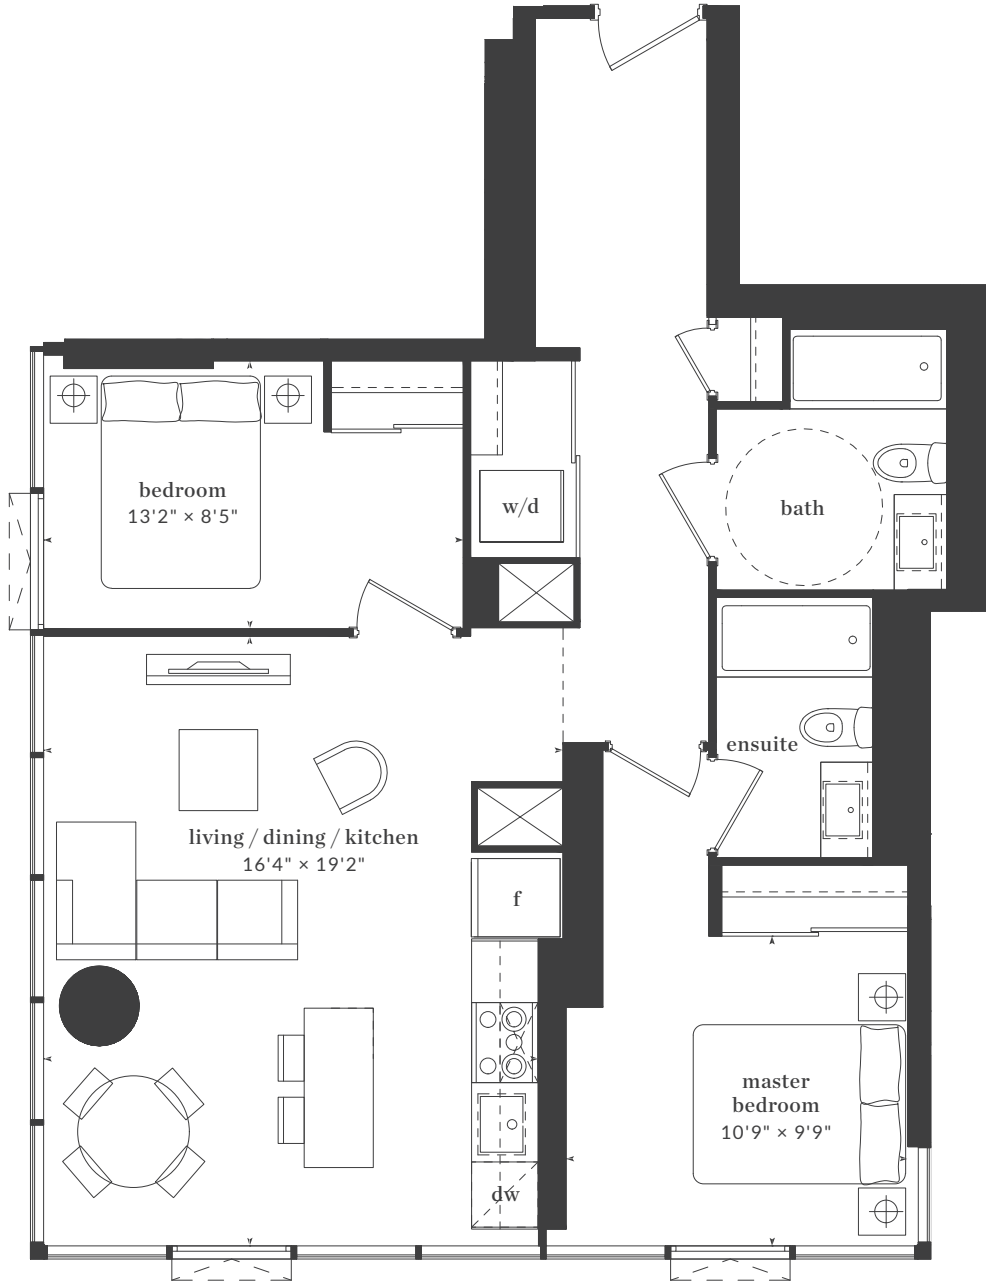 bedroom
13'2" × 8'5"
w/d
bath
ensuite
living / dining / kitchen
16'4" × 19'2"
f
master
bedroom
10'9" × 9'9"
dw